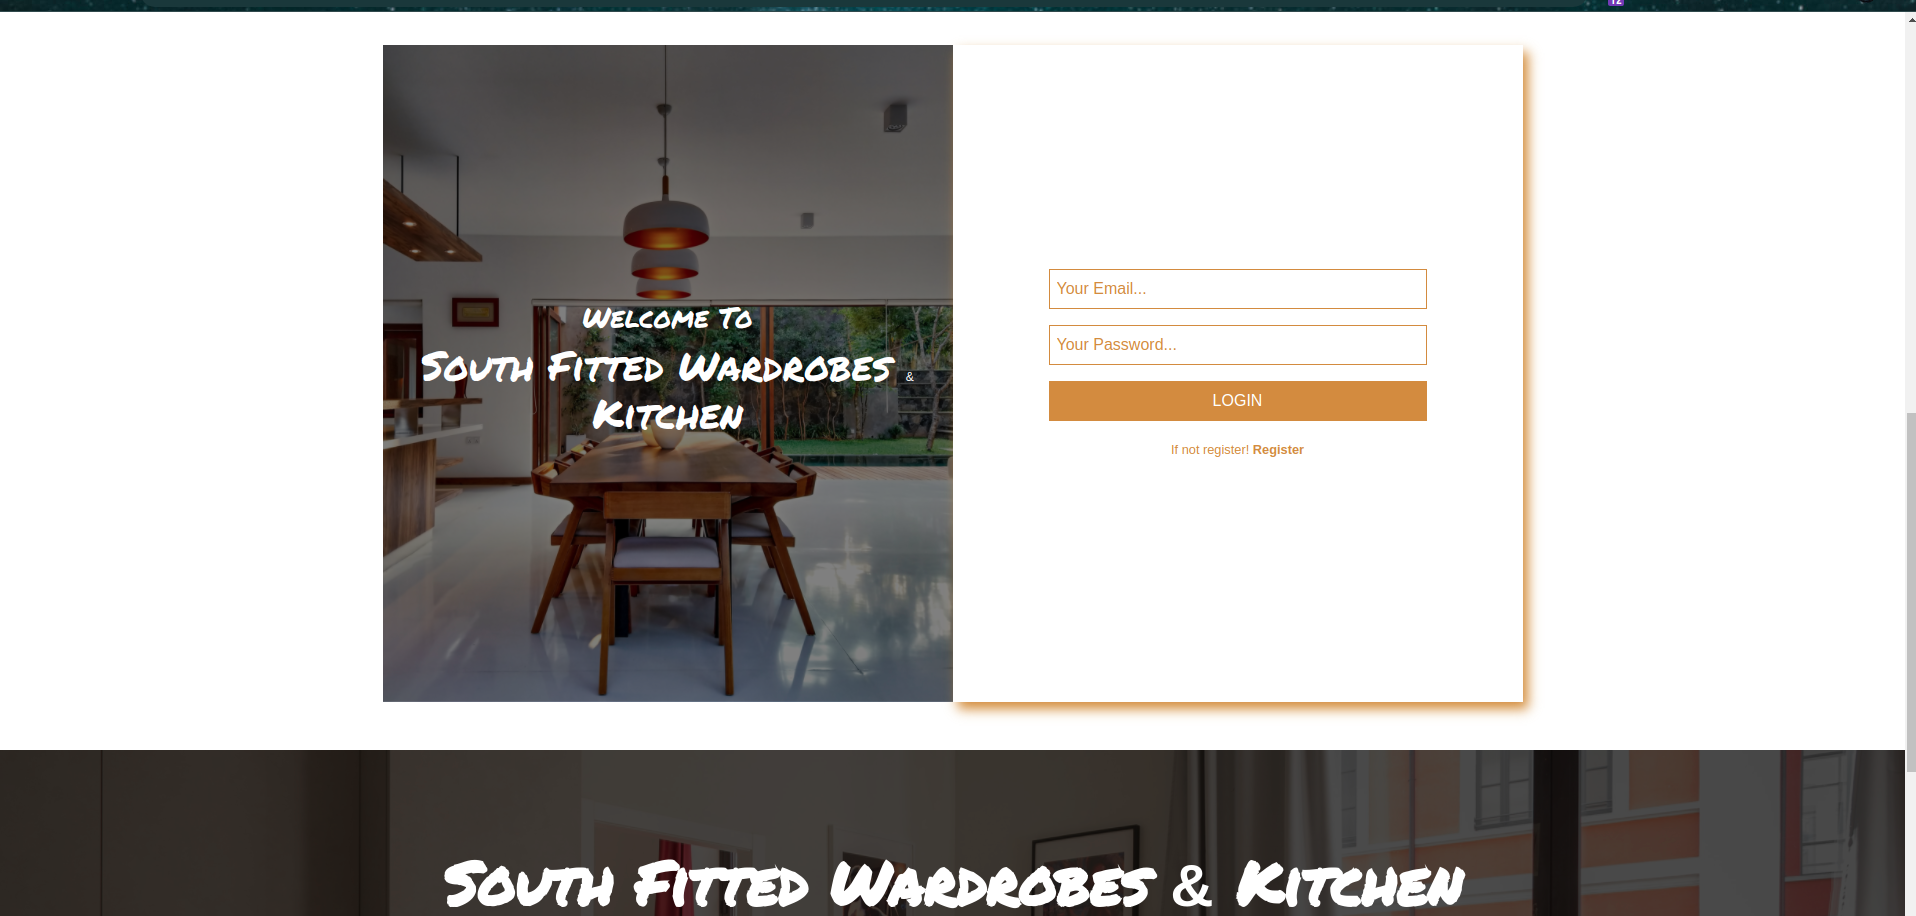 Welcome To
South Fitted Wardrobes &
Kitchen
Your Email...
Your Password...
LOGIN
If not register! Register
South Fitted Wardrobes & Kitchen